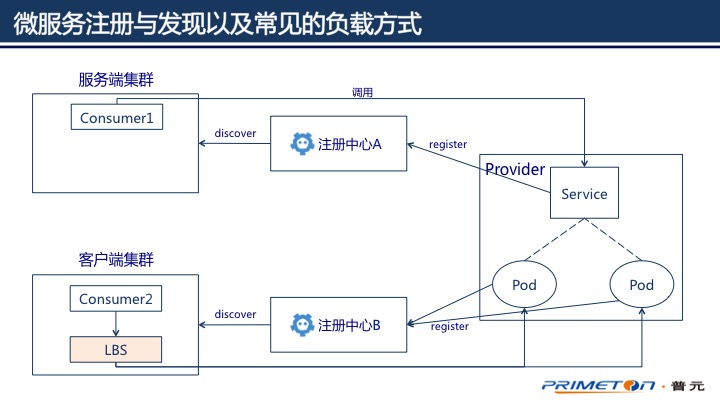 微服务注册与发现以及常见的负载方式
服务端集群
调用
Consumer1
discover
注册中心A
register
Provider
Service
客户端集群
Pod
Pod
Consumer2
discover
注册中心B
register
LBS
PRIMETON · 普元